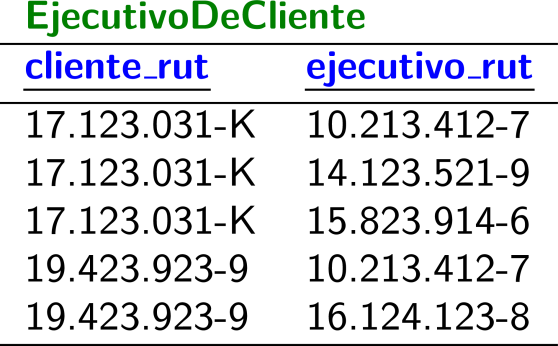 EjecutivoDeCliente
cliente_rut ejecutivo_rut
17.123.031-K 10.213.412-7
17.123.031-K 14.123.521-9
17.123.031-K 15.823.914-6
19.423.923-9 10.213.412-7
19.423.923-9 16.124.123-8